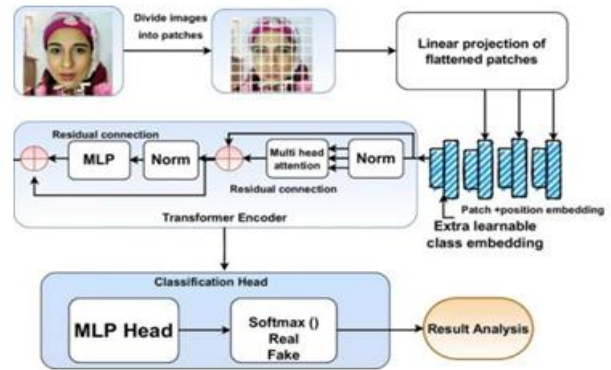 Divide images
into patches
Linear projection of
flattened patches
Residual connection
MLP
Norm
Multi head
attention
Norm
Residual connection
Transformer Encoder
Patch +position embedding
Extra learnable
class embedding
Classification Head
MLP Head
Softmax ()
Real
Fake
Result Analysis